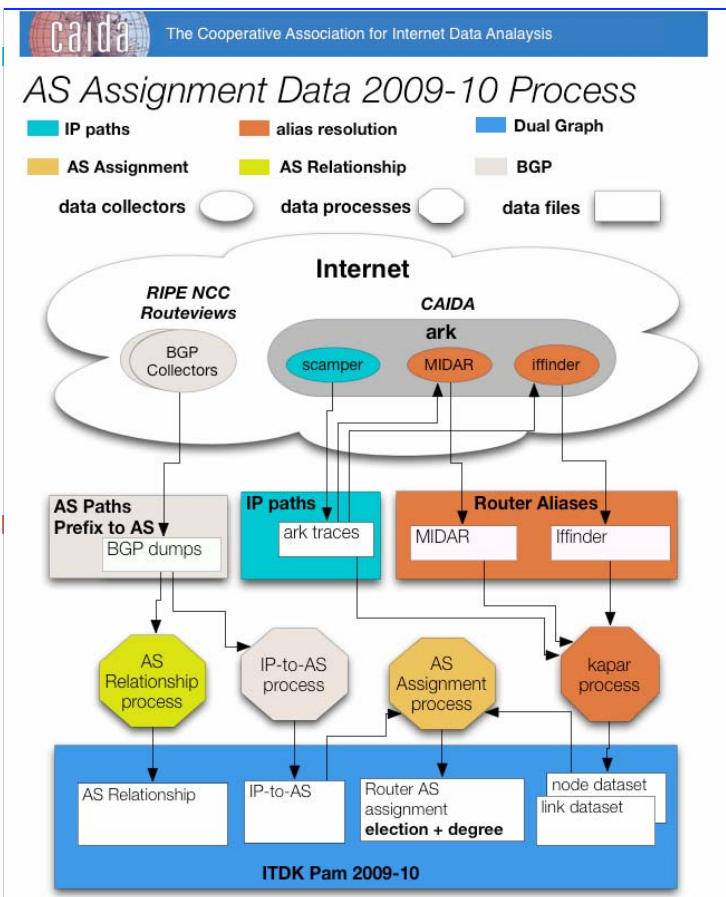 caida The Cooperative Association for Internet Data Analaysis
AS Assignment Data 2009-10 Process
IP paths alias resolution Dual Graph
AS Assignment AS Relationship BGP
data collectors data processes data files
Internet
RIPE NCC
Routeviews
CAIDA
ark
BGP
Collectors
scamper MIDAR iffinder
AS Paths
Prefix to AS
BGP dumps
IP paths
ark traces
Router Aliases
MIDAR Iffinder
AS
Relationship
process
IP-to-AS
process
AS
Assignment
process
kapar
process
AS Relationship
IP-to-AS
Router AS
assignment
election + degree
node dataset
link dataset
ITDK Pam 2009-10